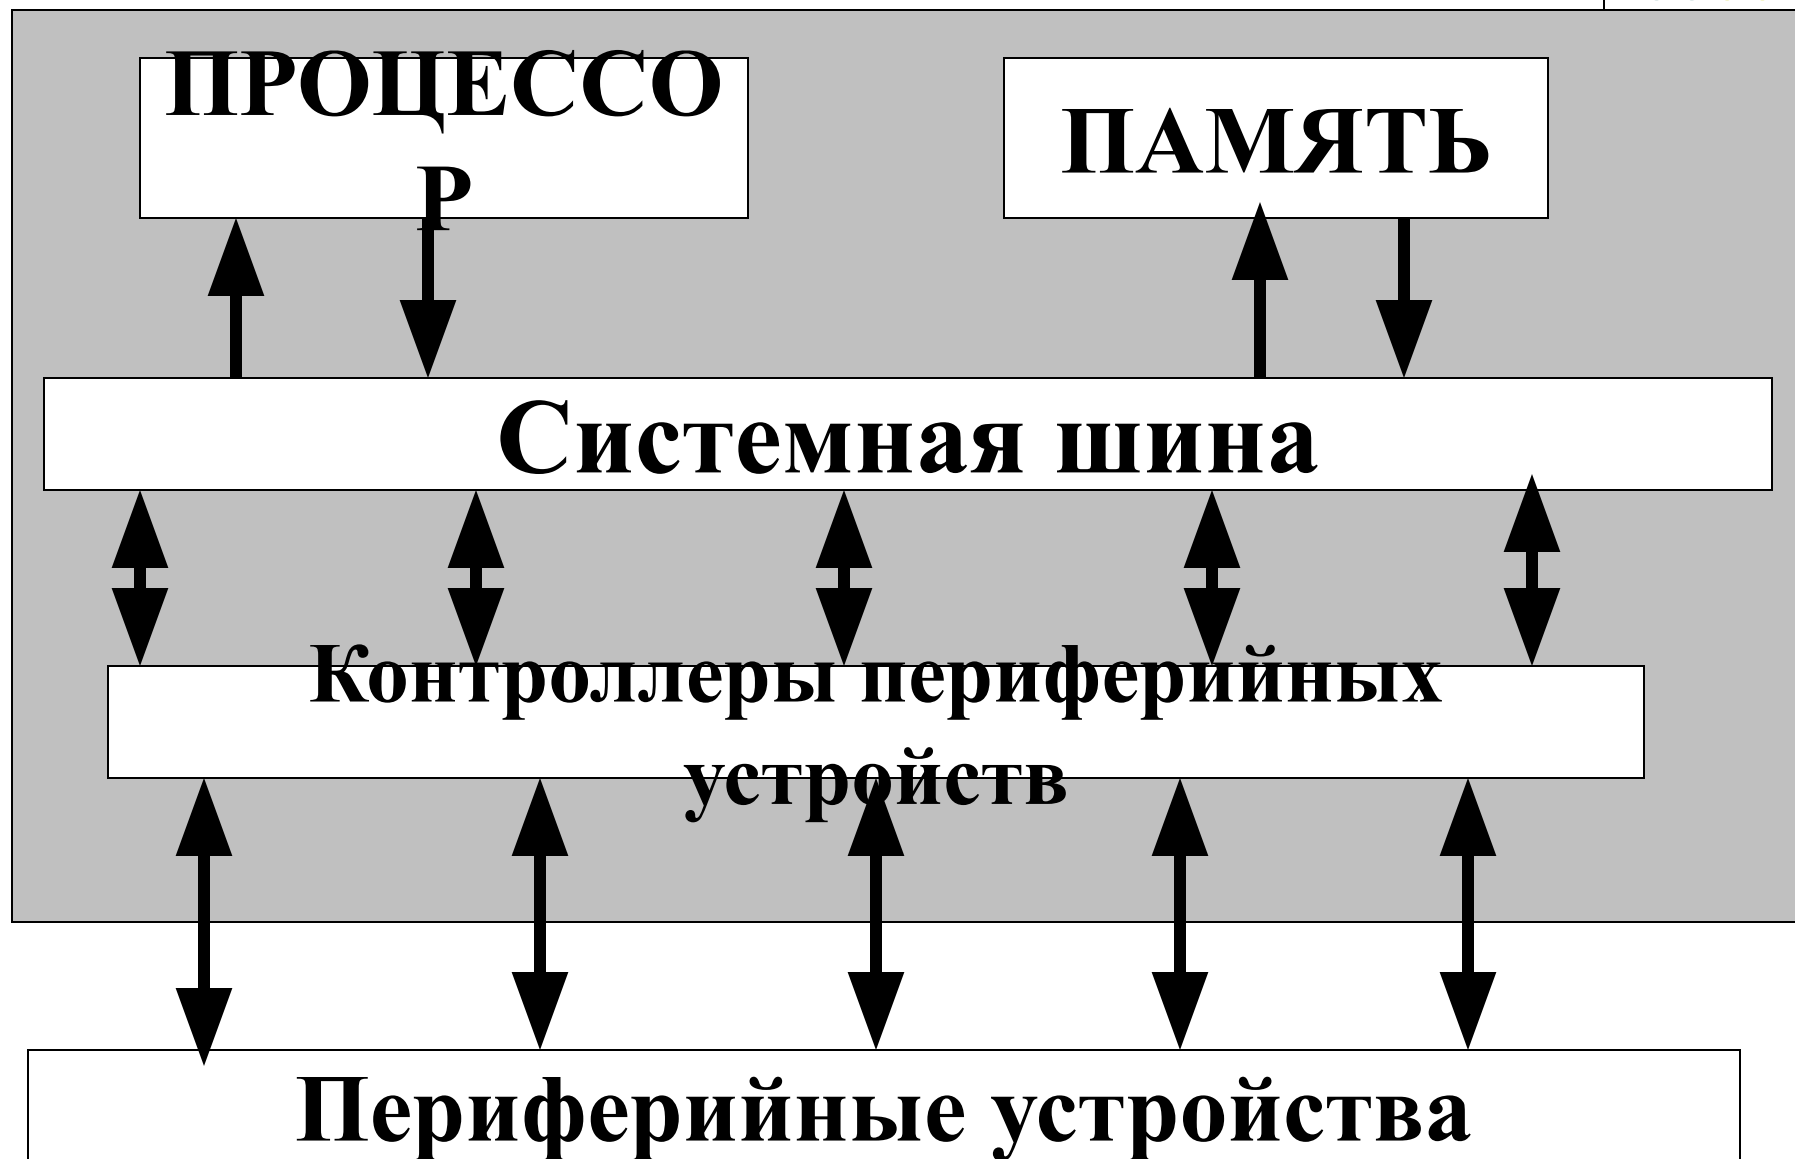 ПРОЦЕССО
Р
ПАМЯТЬ
Системная шина
Контроллеры периферийных
устройств
Периферийные устройства